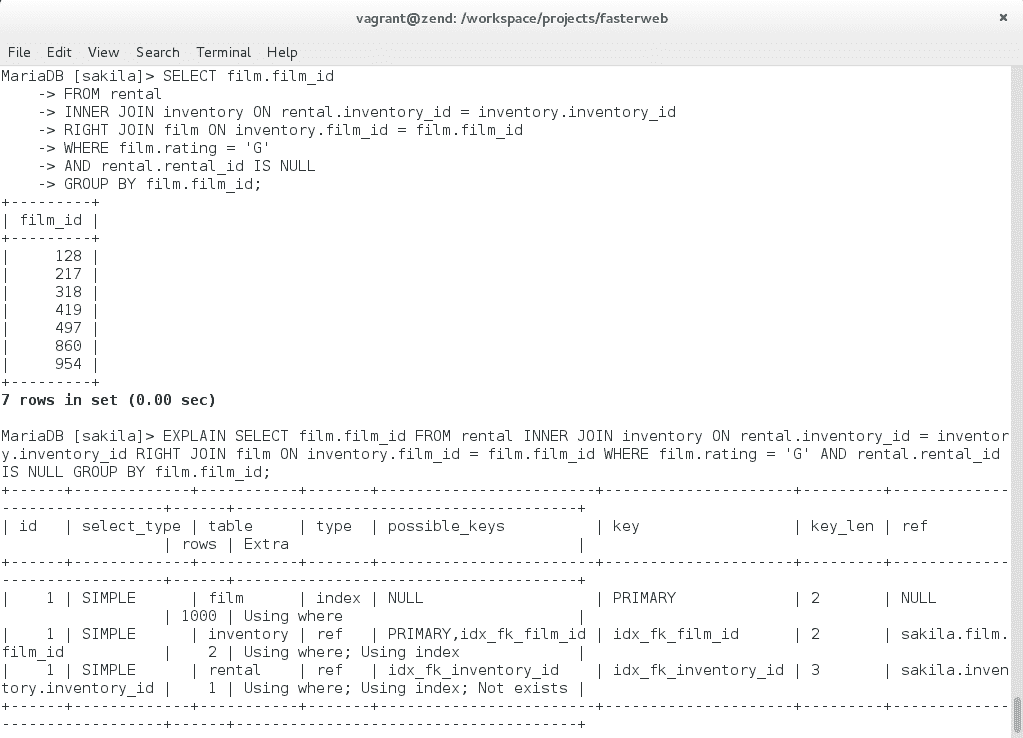 vagrant@zend: /workspace/projects/fasterweb ×
File Edit View Search Terminal Help
MariaDB [sakila]> SELECT film.film_id
    -> FROM rental
    -> INNER JOIN inventory ON rental.inventory_id = inventory.inventory_id
    -> RIGHT JOIN film ON inventory.film_id = film.film_id
    -> WHERE film.rating = 'G'
    -> AND rental.rental_id IS NULL
    -> GROUP BY film.film_id;
+---------+
| film_id |
+---------+
|     128 |
|     217 |
|     318 |
|     419 |
|     497 |
|     860 |
|     954 |
+---------+
7 rows in set (0.00 sec)

MariaDB [sakila]> EXPLAIN SELECT film.film_id FROM rental INNER JOIN inventory ON rental.inventory_id = inventor
y.inventory_id RIGHT JOIN film ON inventory.film_id = film.film_id WHERE film.rating = 'G' AND rental.rental_id
IS NULL GROUP BY film.film_id;
+------+-------------+-----------+-------+------------------------+---------------------+---------+-------------
------------------+------+--------------------------------------+
| id   | select_type | table     | type  | possible_keys          | key                 | key_len | ref
                  | rows | Extra                                |
+------+-------------+-----------+-------+------------------------+---------------------+---------+-------------
------------------+------+--------------------------------------+
|    1 | SIMPLE      | film      | index | NULL                   | PRIMARY             | 2       | NULL
                  | 1000 | Using where                          |
|    1 | SIMPLE      | inventory | ref   | PRIMARY,idx_fk_film_id | idx_fk_film_id      | 2       | sakila.film.
film_id           |    2 | Using where; Using index             |
|    1 | SIMPLE      | rental    | ref   | idx_fk_inventory_id    | idx_fk_inventory_id | 3       | sakila.inven
tory.inventory_id |    1 | Using where; Using index; Not exists |
+------+-------------+-----------+-------+------------------------+---------------------+---------+-------------
------------------+------+--------------------------------------+